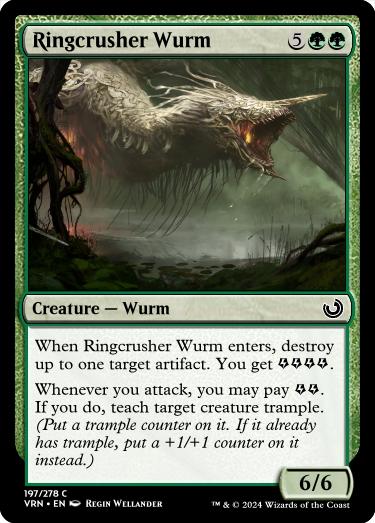 Ringcrusher Wurm 5
Creature — Wurm
When Ringcrusher Wurm enters, destroy
up to one target artifact. You get .
Whenever you attack, you may pay .
If you do, teach target creature trample.
(Put a trample counter on it. If it already
has trample, put a +1/+1 counter on it
instead.)
6/6
197/278 C
VRN • EN Regin Wellander
™ & © 2024 Wizards of the Coast